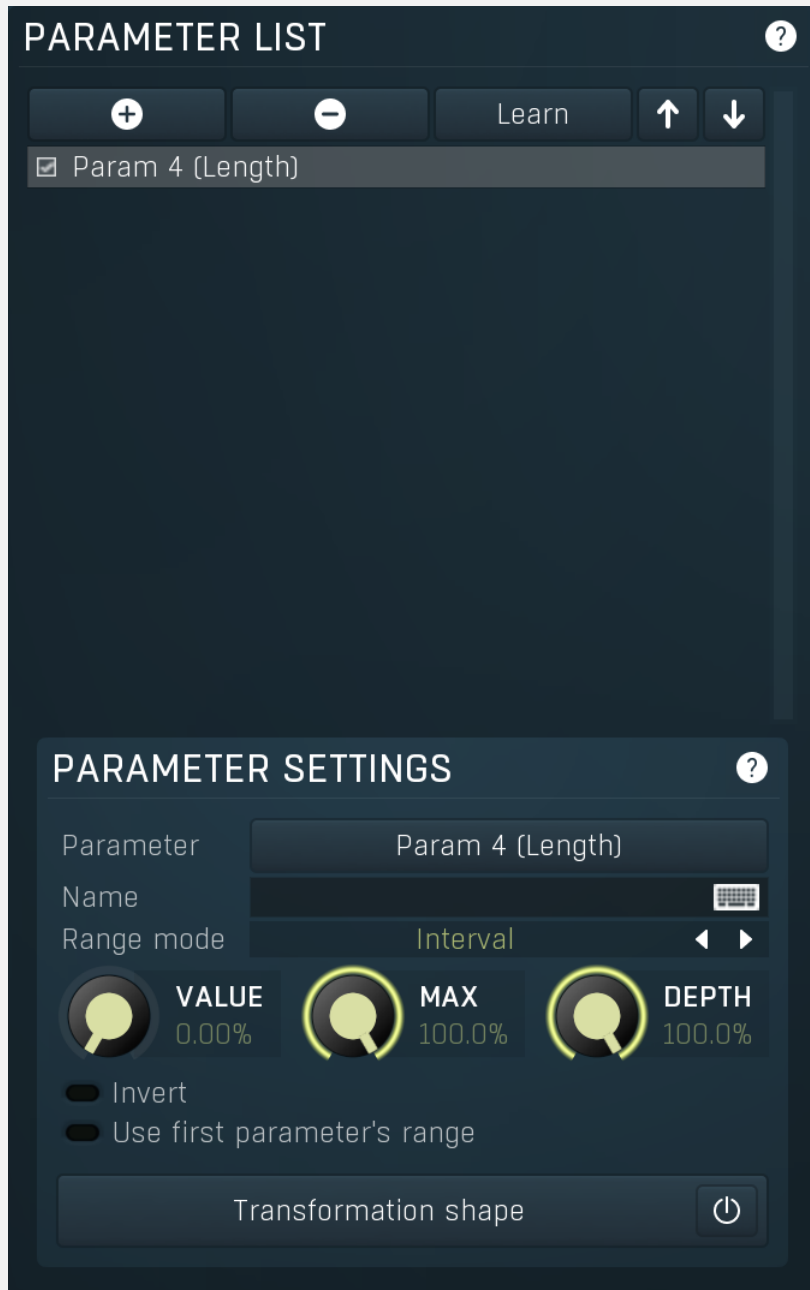 PARAMETER LIST ?
Learn
Param 4 (Length)
PARAMETER SETTINGS ?
Parameter Param 4 (Length)
Name
Range mode Interval
VALUE MAX DEPTH
0.00% 100.0% 100.0%
Invert
Use first parameter's range
Transformation shape